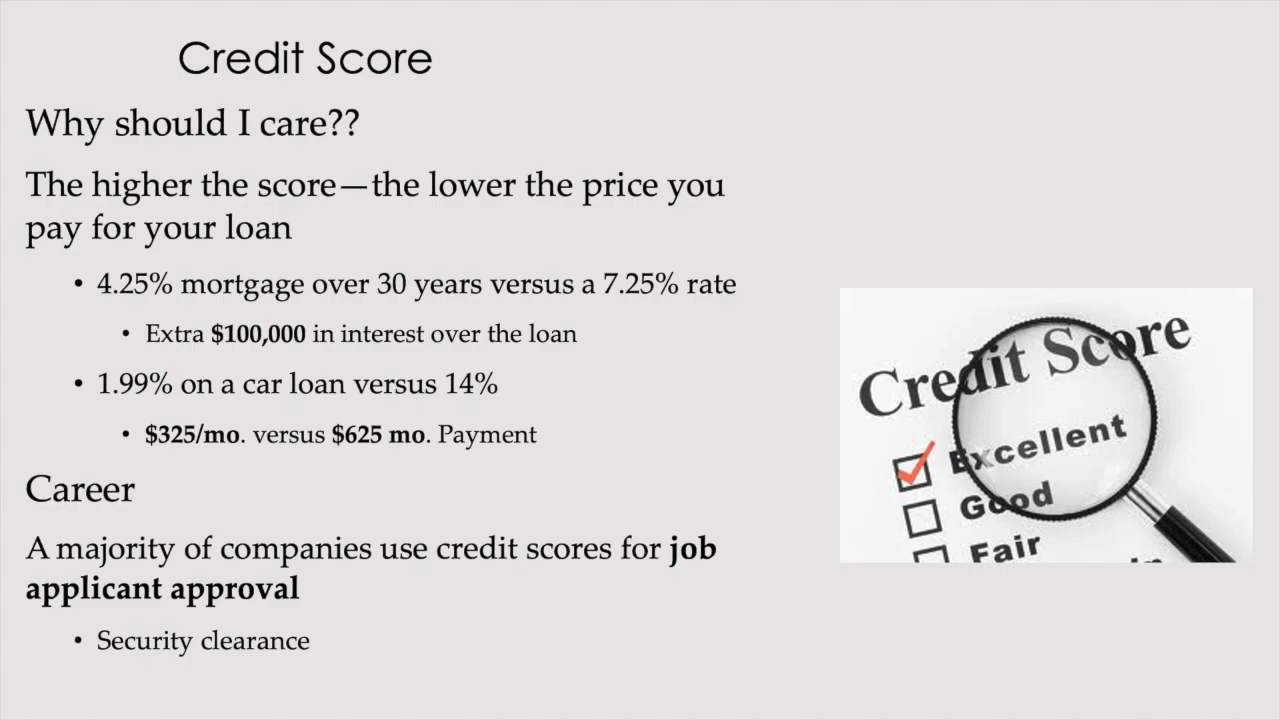 Credit Score
Why should I care??
The higher the score—the lower the price you
pay for your loan
• 4.25% mortgage over 30 years versus a 7.25% rate
• Extra $100,000 in interest over the loan
• 1.99% on a car loan versus 14%
• $325/mo. versus $625 mo. Payment
Career
A majority of companies use credit scores for job
applicant approval
• Security clearance
Credit Score
Excellent
Good
Fair